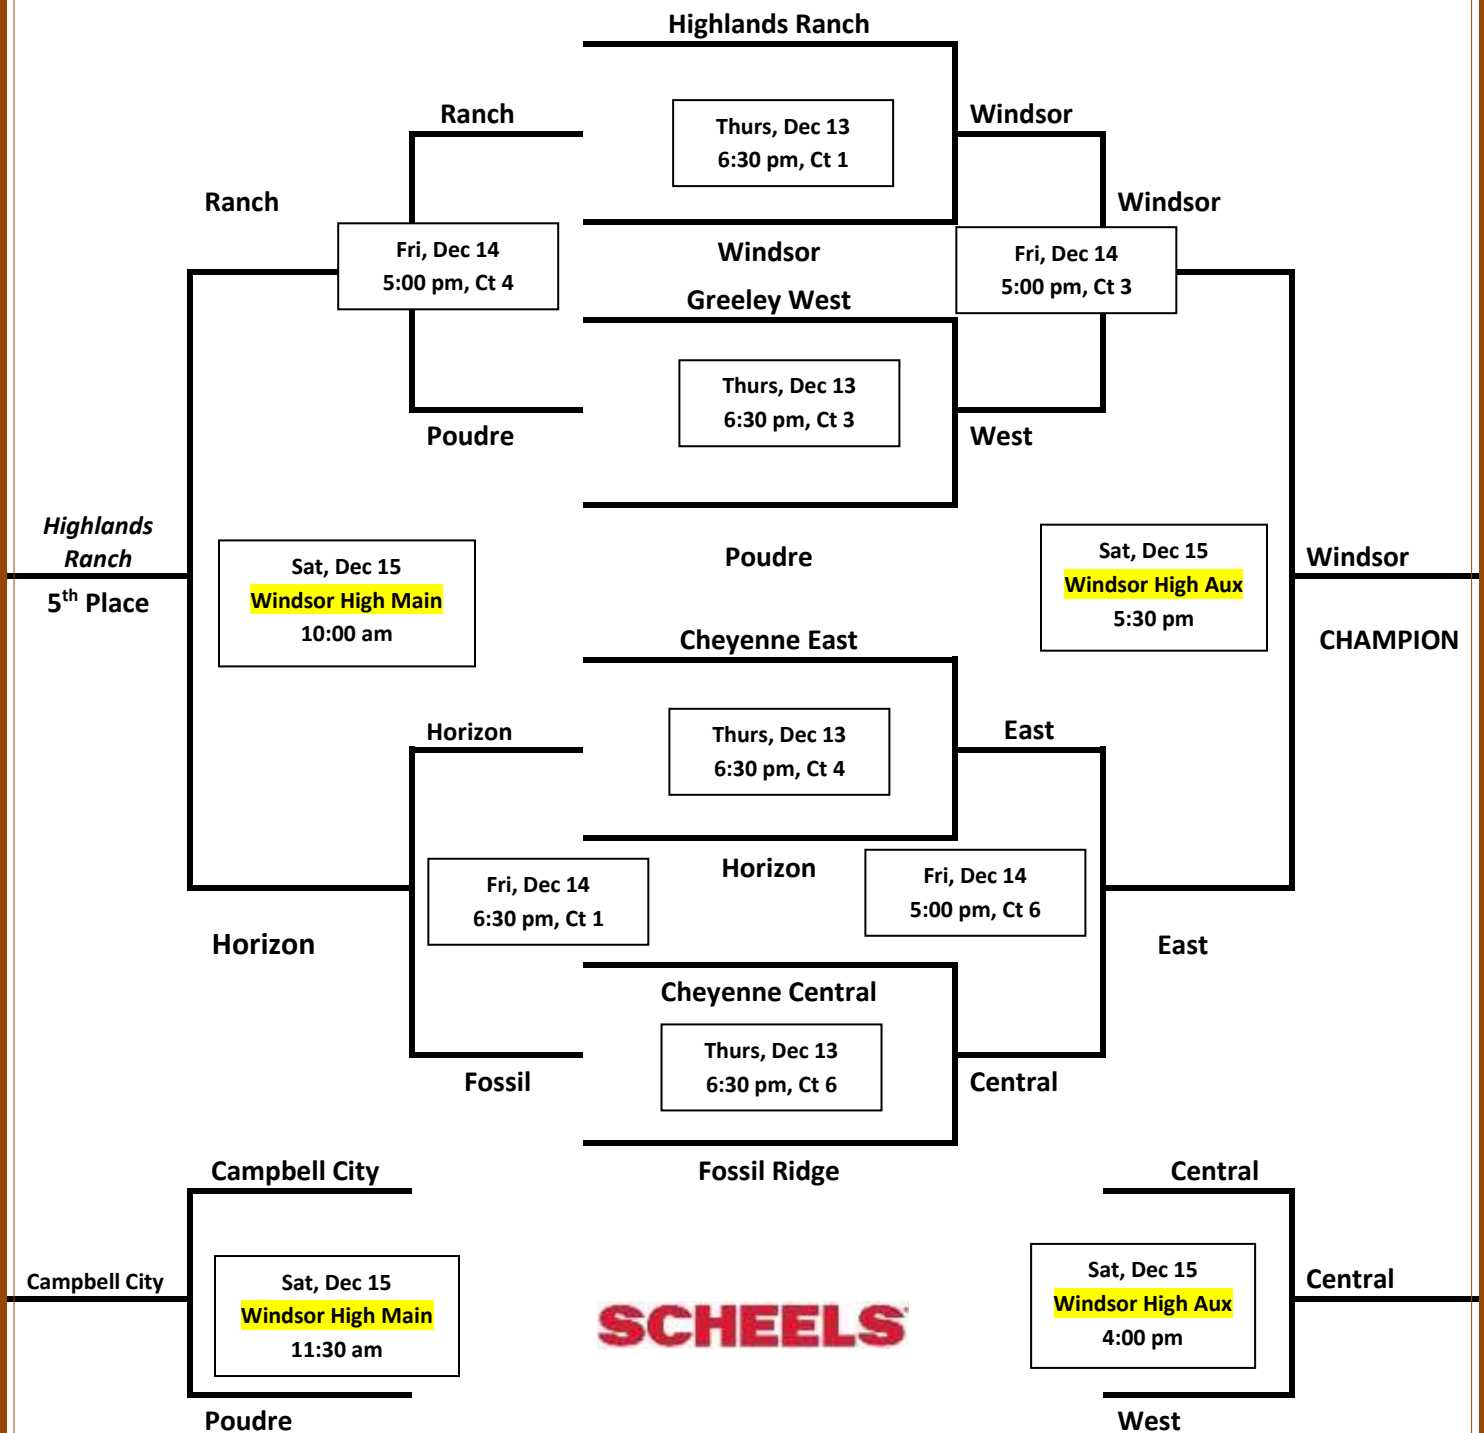 Highlands Ranch
Ranch
Thurs, Dec 13
6:30 pm, Ct 1
Windsor
Ranch
Windsor
Fri, Dec 14
5:00 pm, Ct 4
Windsor
Fri, Dec 14
5:00 pm, Ct 3
Greeley West
Thurs, Dec 13
6:30 pm, Ct 3
Poudre
West
Highlands
Ranch
5th Place
Sat, Dec 15
Windsor High Main
10:00 am
Poudre
Sat, Dec 15
Windsor High Aux
5:30 pm
Windsor
CHAMPION
Cheyenne East
Horizon
Thurs, Dec 13
6:30 pm, Ct 4
East
Horizon
Fri, Dec 14
6:30 pm, Ct 1
Fri, Dec 14
5:00 pm, Ct 6
Horizon
East
Cheyenne Central
Thurs, Dec 13
6:30 pm, Ct 6
Fossil
Central
Campbell City
Fossil Ridge
Central
Campbell City
Sat, Dec 15
Windsor High Main
11:30 am
SCHEELS
Sat, Dec 15
Windsor High Aux
4:00 pm
Central
Poudre
West